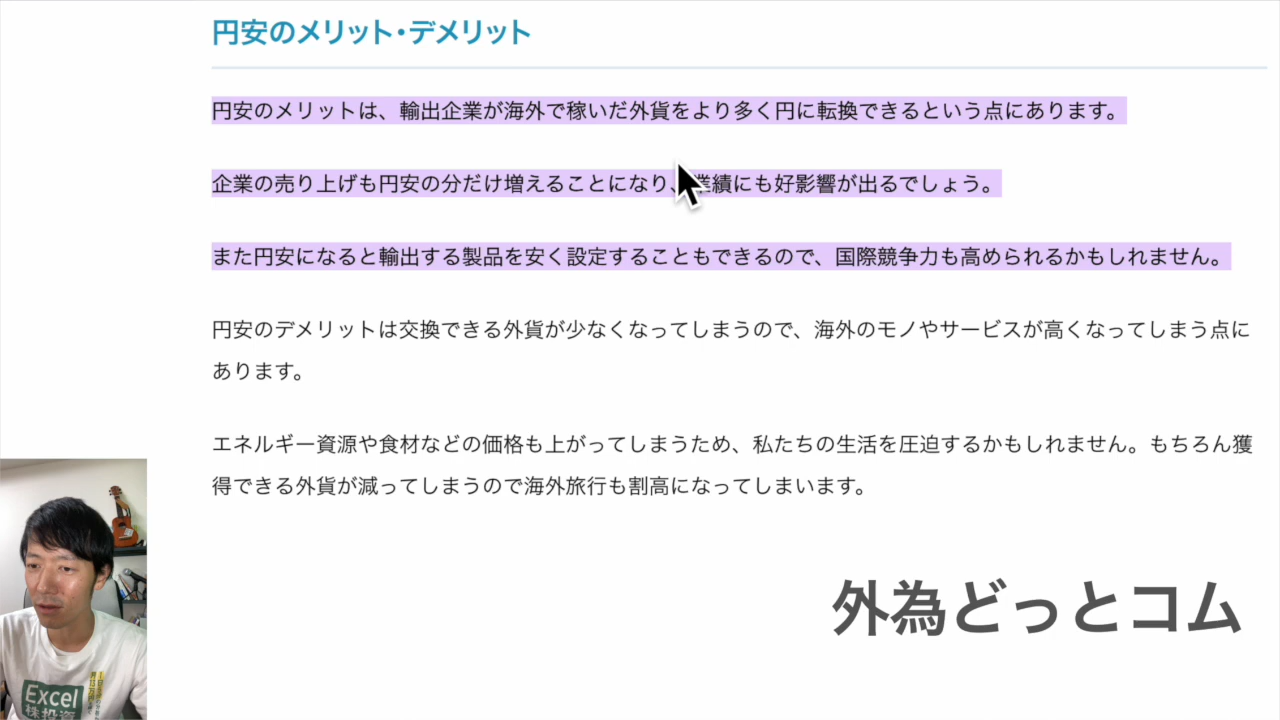 円安のメリット・デメリット
円安のメリットは、輸出企業が海外で稼いだ外貨をより多く円に転換できるという点にあります。
企業の売り上げも円安の分だけ増えることになり、業績にも好影響が出るでしょう。
また円安になると輸出する製品を安く設定することもできるので、国際競争力も高められるかもしれません。
円安のデメリットは交換できる外貨が少なくなってしまうので、海外のモノやサービスが高くなってしまう点に
あります。
エネルギー資源や食材などの価格も上がってしまうため、私たちの生活を圧迫するかもしれません。もちろん獲
得できる外貨が減ってしまうので海外旅行も割高になってしまいます。
外為どっとコム
Excel
株投資